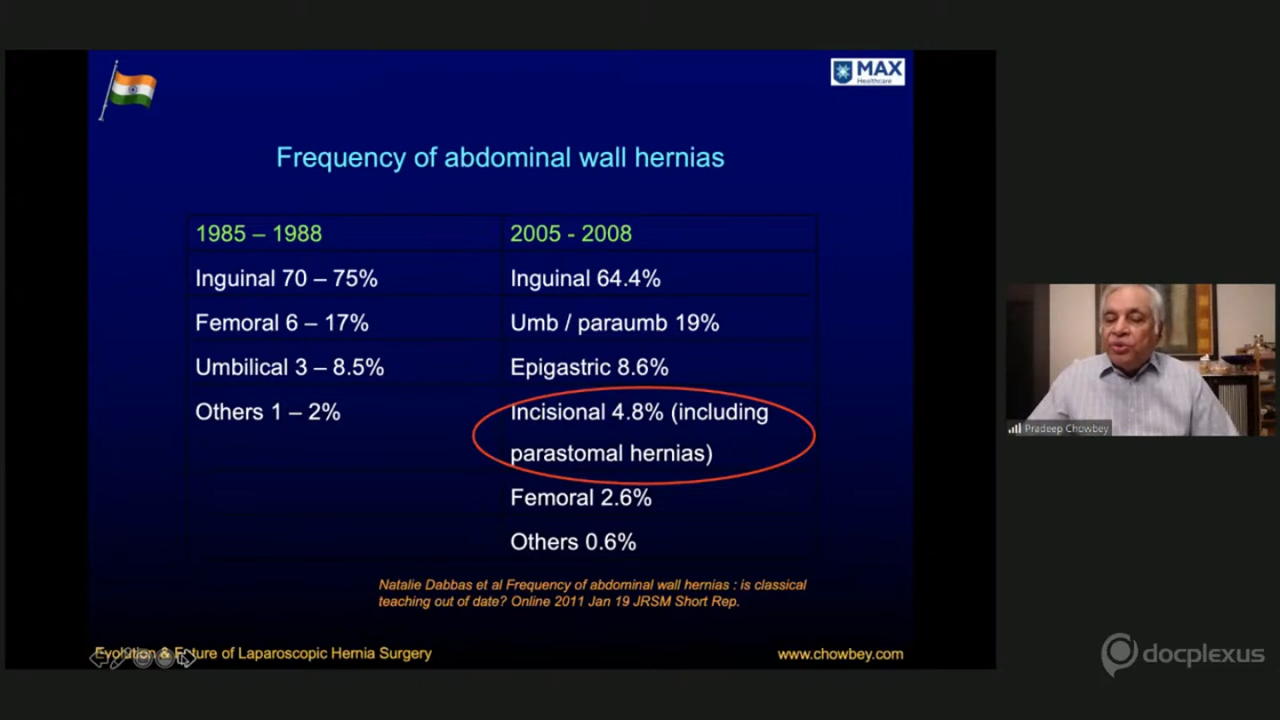 MAX
Healthcare
Frequency of abdominal wall hernias
1985 – 1988
2005 - 2008
Inguinal 70 – 75%
Inguinal 64.4%
Femoral 6 – 17%
Umb / paraumb 19%
Umbilical 3 – 8.5%
Epigastric 8.6%
Others 1 – 2%
Incisional 4.8% (including
parastomal hernias)
Femoral 2.6%
Others 0.6%
Natalie Dabbas et al Frequency of abdominal wall hernias : is classical
teaching out of date? Online 2011 Jan 19 JRSM Short Rep.
Evolution & Future of Laparoscopic Hernia Surgery
www.chowbey.com
Pradeep Chowbey
docplexus